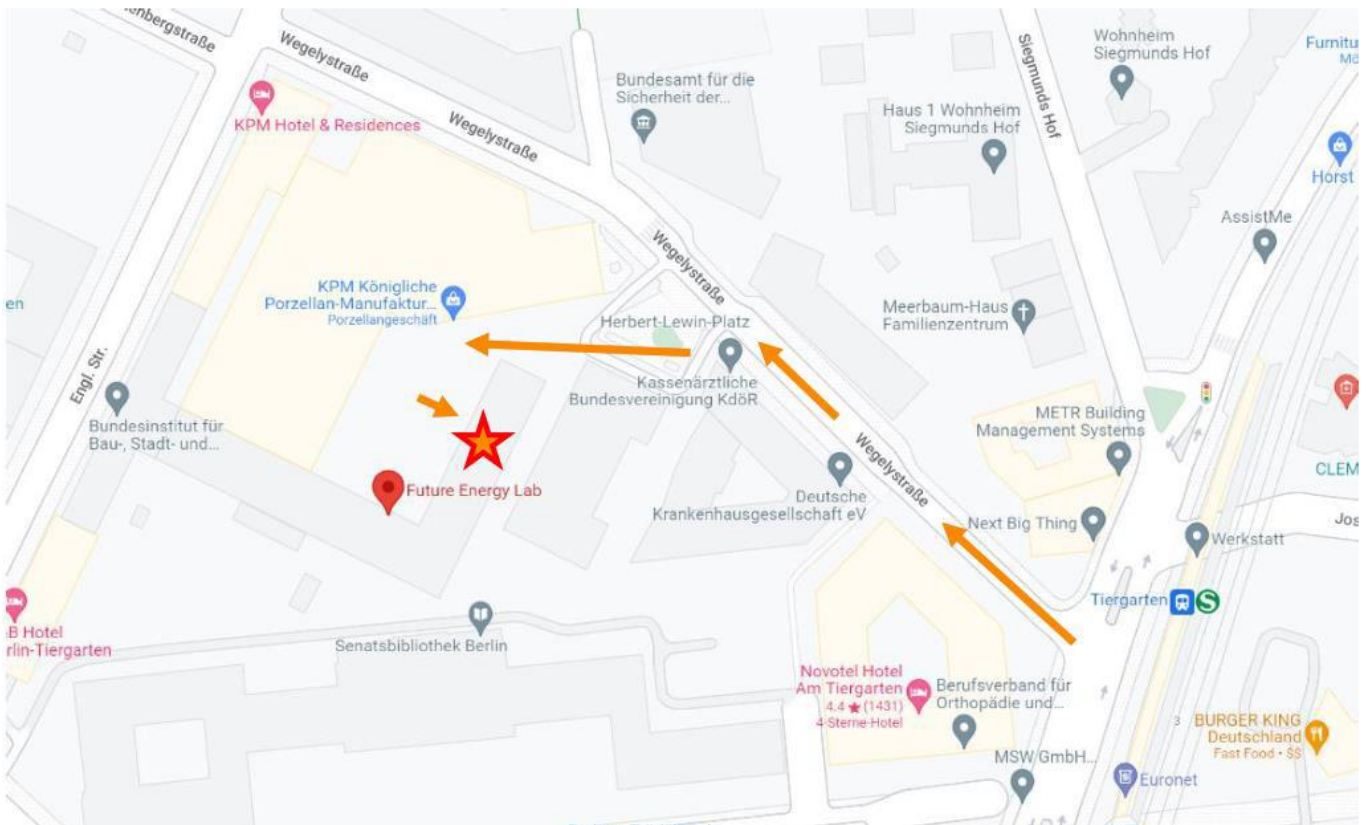 Wegelystraße
KPM Hotel & Residences
Wegelystraße
Bundesamt für die
Sicherheit der...
Wohnheim
Siegmunds Hof
Siegmunds Hof
Haus 1 Wohnheim
Siegmunds Hof
Horst
AssistMe
KPM Königliche
Porzellan-Manufaktur...
Porzellangeschäft
Wegelystraße
Herbert-Lewin-Platz
Meerbaum-Haus
Familienzentrum
Engl. Str.
Kassenärztliche
Bundesvereinigung KdöR
Bundesinstitut für
Bau-, Stadt- und...
METR Building
Management Systems
Wegelystraße
Future Energy Lab
Deutsche
Krankenhausgesellschaft eV
Next Big Thing
Werkstatt
Tiergarten
S
Senatsbibliothek Berlin
Novotel Hotel
Am Tiergarten
4.4 ★ (1431)
4-Sterne-Hotel
Berufsverband für
Orthopädie und...
MSW GmbH...
3
BURGER KING
Deutschland
Fast Food • $$
Euronet
B Hotel
rlin-Tiergarten
nbergstraße
Furnitu
Mö
CLEM
Jos
en